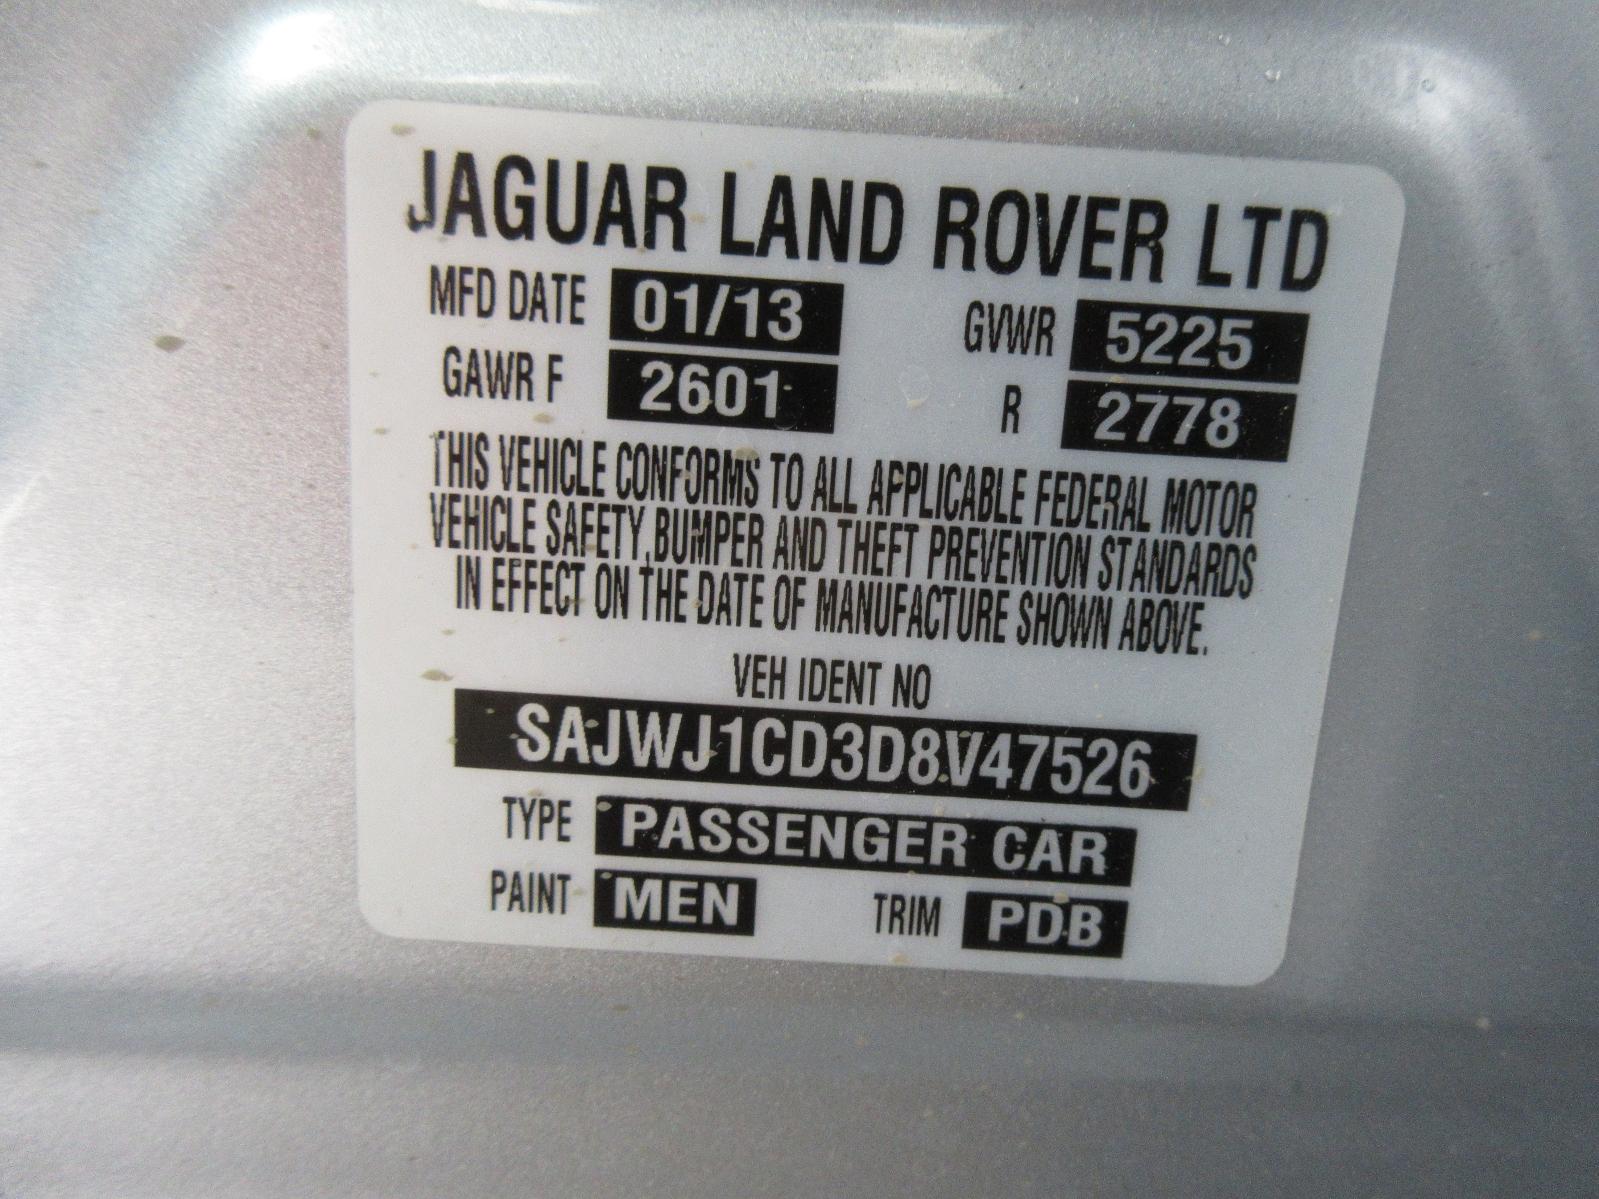 JAGUAR LAND ROVER LTD
MFD DATE 01/13 GVWR 5225
GAWR F 2601 R 2778
THIS VEHICLE CONFORMS TO ALL APPLICABLE FEDERAL MOTOR
VEHICLE SAFETY, BUMPER AND THEFT PREVENTION STANDARDS
IN EFFECT ON THE DATE OF MANUFACTURE SHOWN ABOVE.
VEH IDENT NO
SAJWJ1CD3D8V47526
TYPE PASSENGER CAR
PAINT MEN TRIM PDB